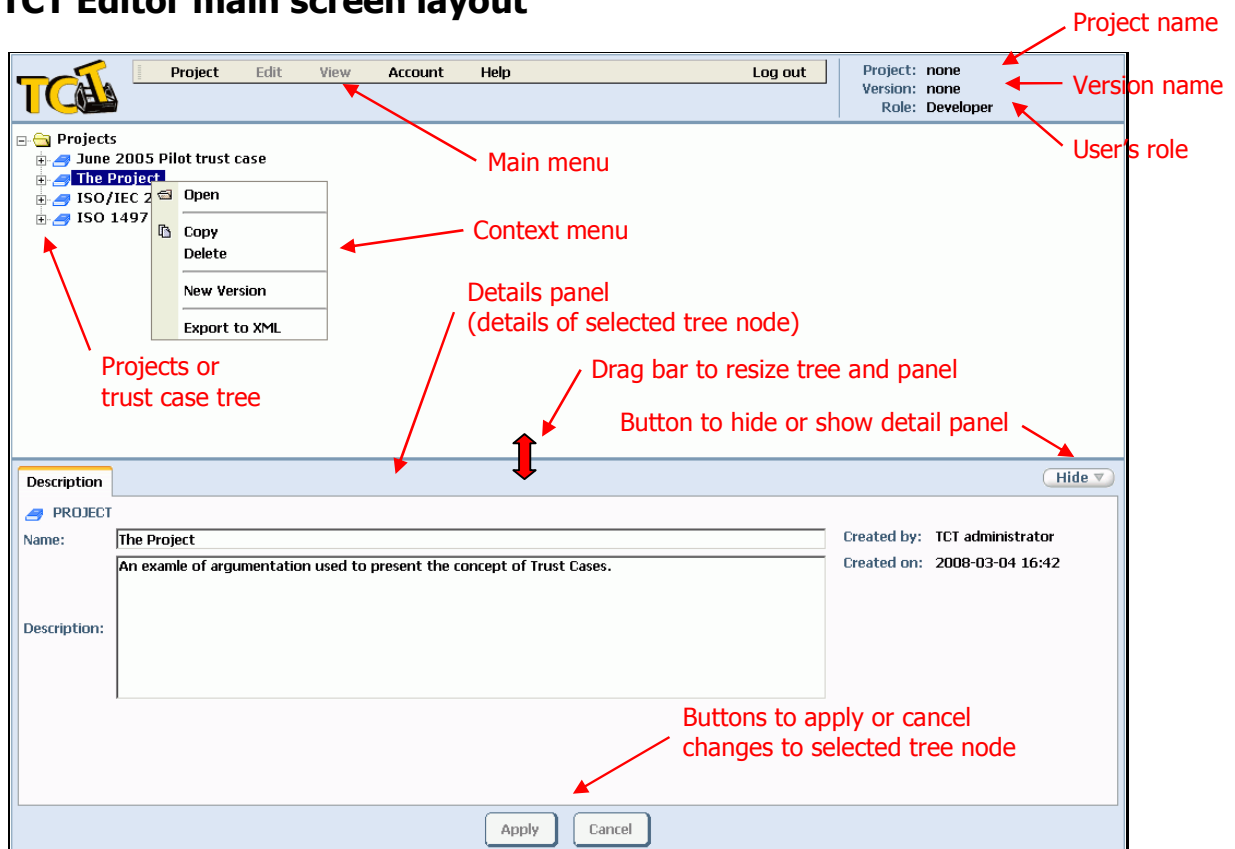 TCT Editor main screen layout
Project name
TCT
Project Edit View Account Help Log out
Project: none
Version: none
Role: Developer
Version name
User's role
Projects
June 2005 Pilot trust case
The Project
ISO/IEC 2
ISO 1497
Open
Copy
Delete
New Version
Export to XML
Main menu
Context menu
Details panel
(details of selected tree node)
Projects or
trust case tree
Drag bar to resize tree and panel
Button to hide or show detail panel
Description
Hide
PROJECT
Name: The Project
Created by: TCT administrator
An examle of argumentation used to present the concept of Trust Cases.
Created on: 2008-03-04 16:42
Description:
Buttons to apply or cancel
changes to selected tree node
Apply Cancel